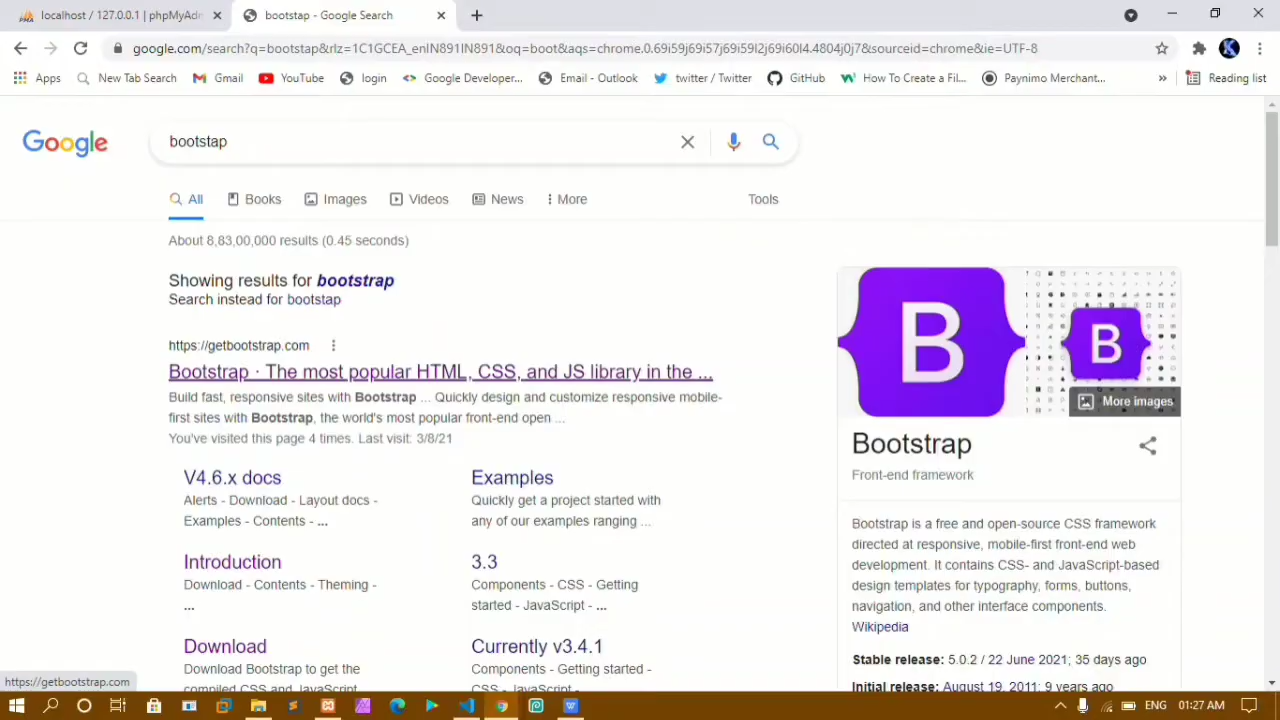 localhost / 127.0.0.1 | phpMyAdm
bootstap - Google Search
google.com/search?q=bootstap&rlz=1C1GCEA_enIN891IN891&oq=boot&aqs=chrome.0.69i59j69i57j69i59l2j69i60l4.4804j0j7&sourceid=chrome&ie=UTF-8
K
Apps New Tab Search Gmail YouTube login Google Developer... Email - Outlook twitter / Twitter GitHub How To Create a Fil... Paynimo Merchant... » Reading list
Google
bootstap
All Books Images Videos News More Tools
About 8,83,00,000 results (0.45 seconds)
Showing results for bootstrap
Search instead for bootstap
https://getbootstrap.com
Bootstrap · The most popular HTML, CSS, and JS library in the ...
Build fast, responsive sites with Bootstrap ... Quickly design and customize responsive mobile-
first sites with Bootstrap, the world's most popular front-end open ...
You've visited this page 4 times. Last visit: 3/8/21
V4.6.x docs
Alerts - Download - Layout docs -
Examples - Contents - ...
Examples
Quickly get a project started with
any of our examples ranging ...
Introduction
Download - Contents - Theming -
...
3.3
Components - CSS - Getting
started - JavaScript - ...
Download
Download Bootstrap to get the
compiled CSS and JavaScript
Currently v3.4.1
Components - Getting started -
CSS - JavaScript
B
B
More images
Bootstrap
Front-end framework
Bootstrap is a free and open-source CSS framework
directed at responsive, mobile-first front-end web
development. It contains CSS- and JavaScript-based
design templates for typography, forms, buttons,
navigation, and other interface components.
Wikipedia
Stable release: 5.0.2 / 22 June 2021; 35 days ago
Initial release: August 19, 2011; 9 years ago
https://getbootstrap.com
ENG 01:27 AM